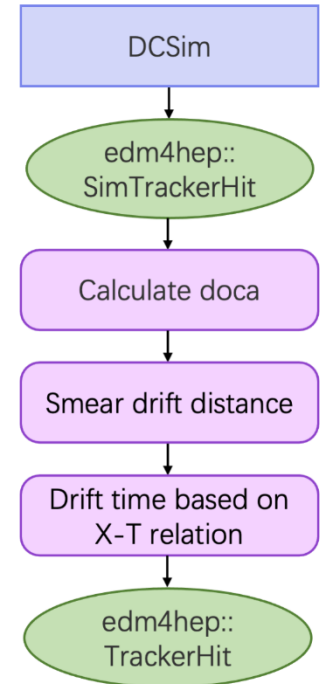 DCSim
edm4hep::
SimTrackerHit
Calculate doca
Smear drift distance
Drift time based on
X-T relation
edm4hep::
TrackerHit